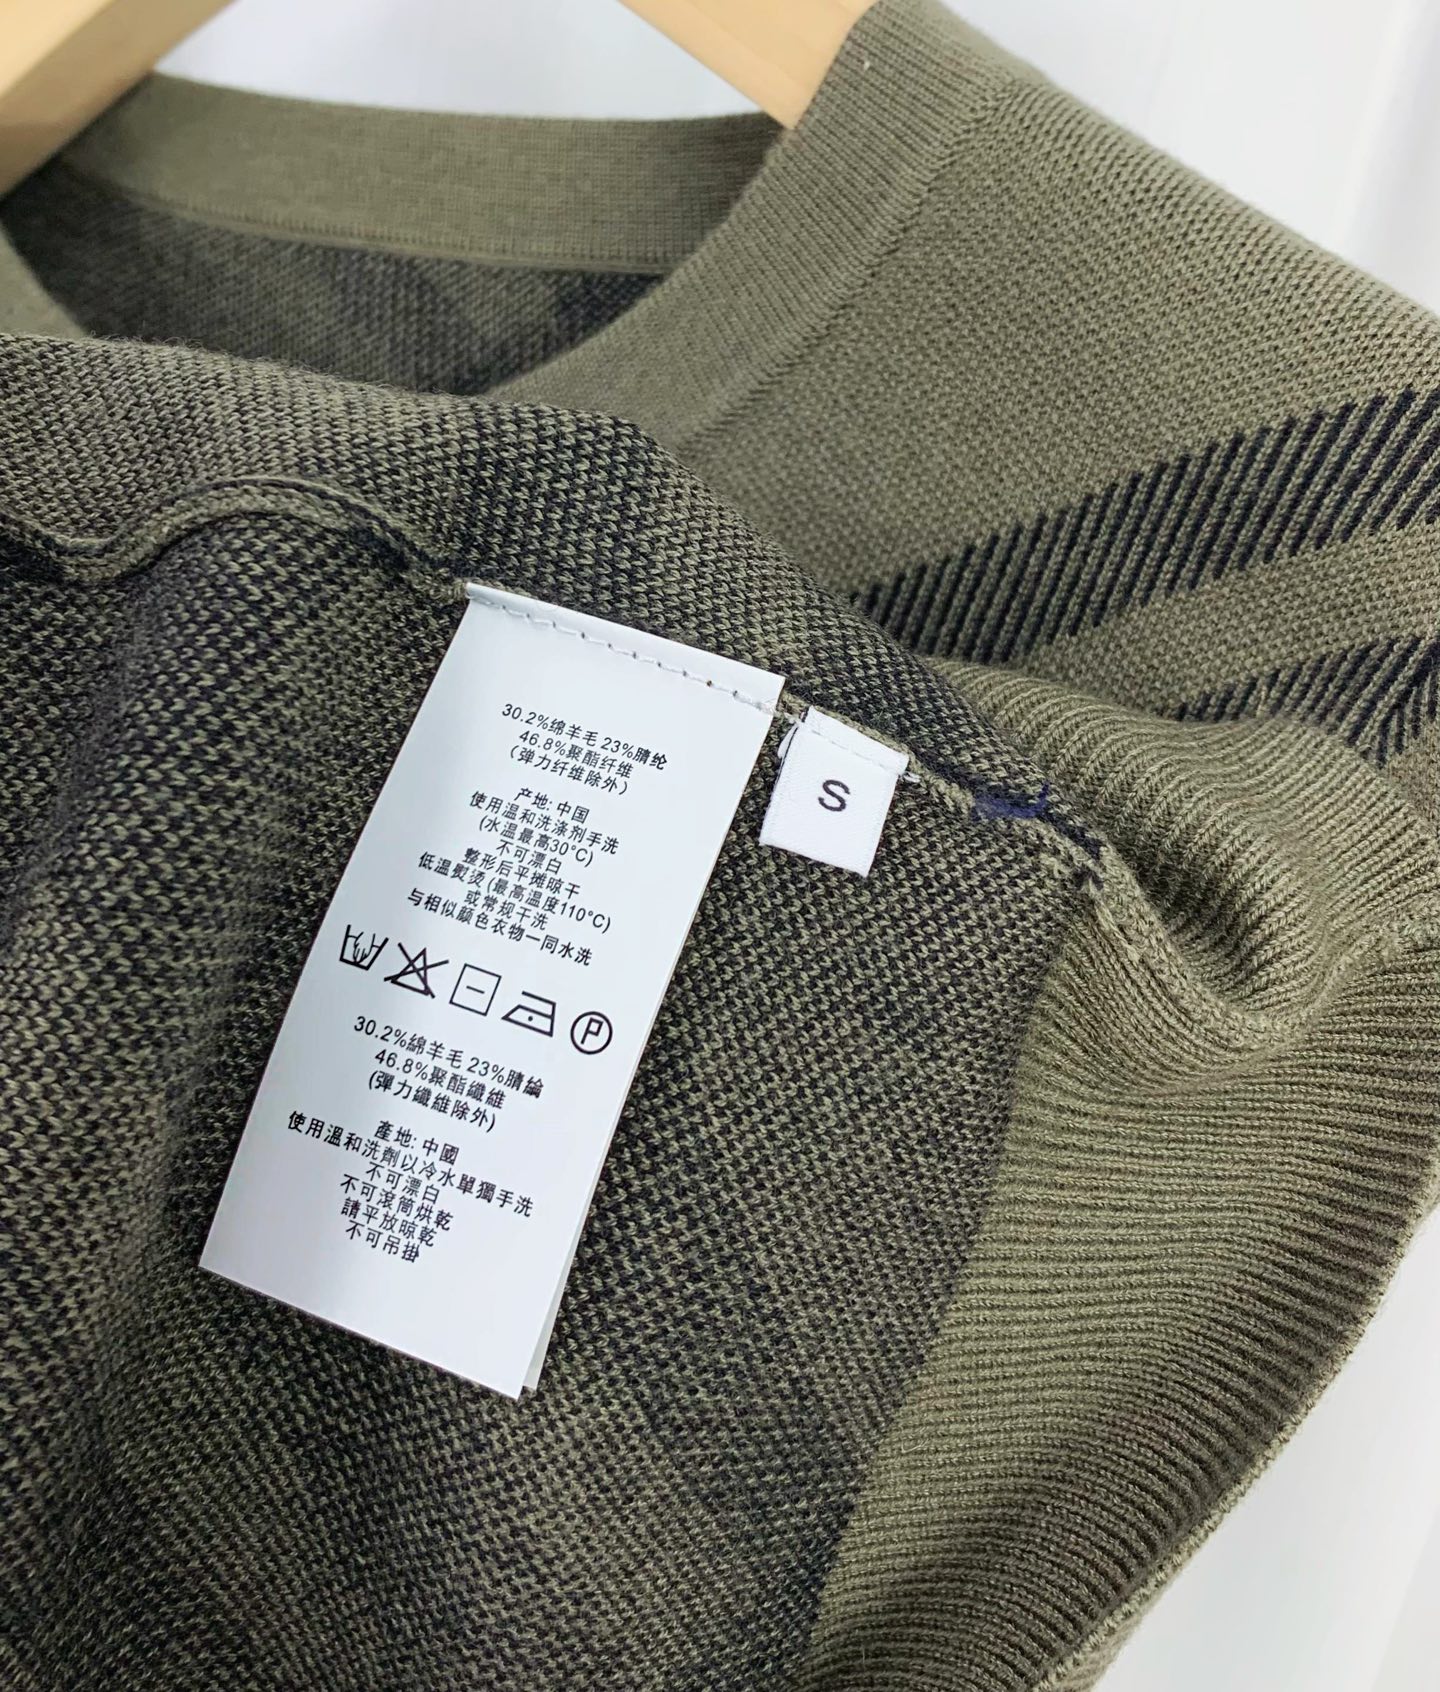 30.2%绵羊毛 23%腈纶
46.8%聚酯纤维
(弹力纤维除外)
产地: 中国
使用温和洗涤剂手洗
(水温最高30°C)
不可漂白
整形后平摊晾干
低温熨烫(最高温度110°C)
或常规干洗
与相似颜色衣物一同水洗
P
30.2%綿羊毛 23%腈綸
46.8%聚酯纖維
(彈力纖維除外)
產地: 中國
使用溫和洗劑以冷水單獨手洗
不可漂白
不可滾筒烘乾
請平放晾乾
不可吊掛
S